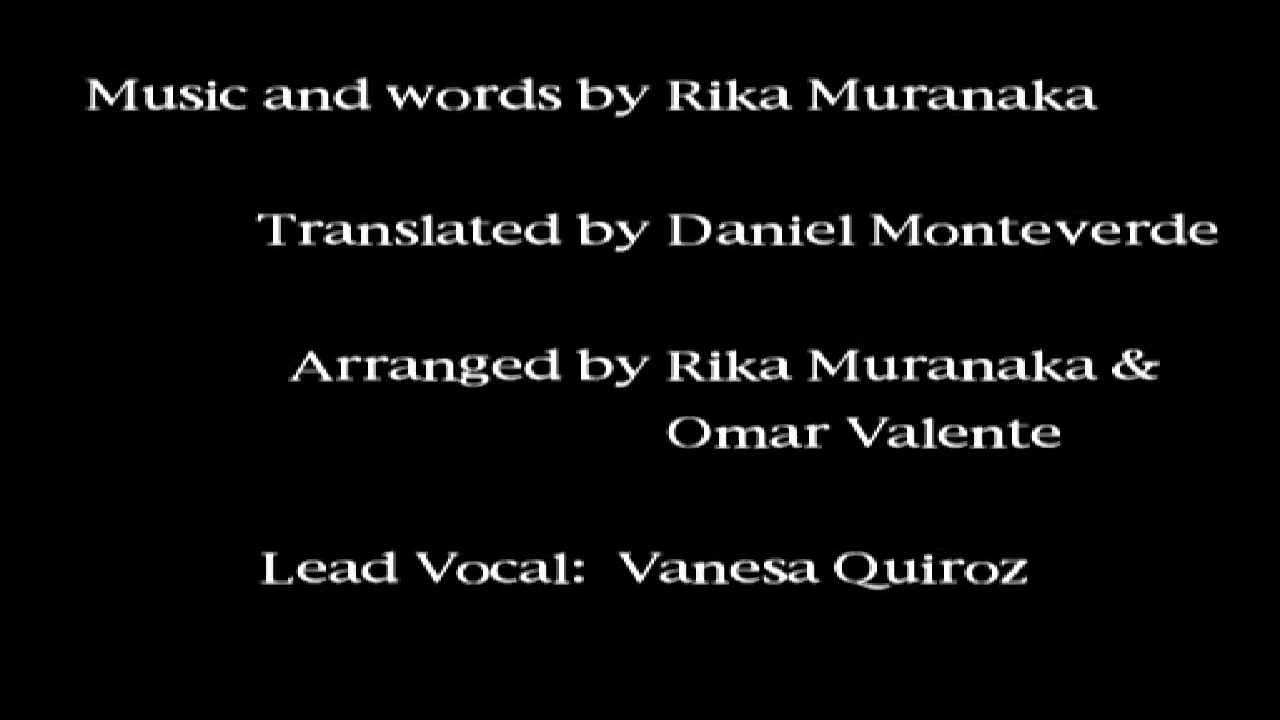 Music and words by Rika Muranaka
Translated by Daniel Monteverde
Arranged by Rika Muranaka &
Omar Valente
Lead Vocal: Vanesa Quiroz